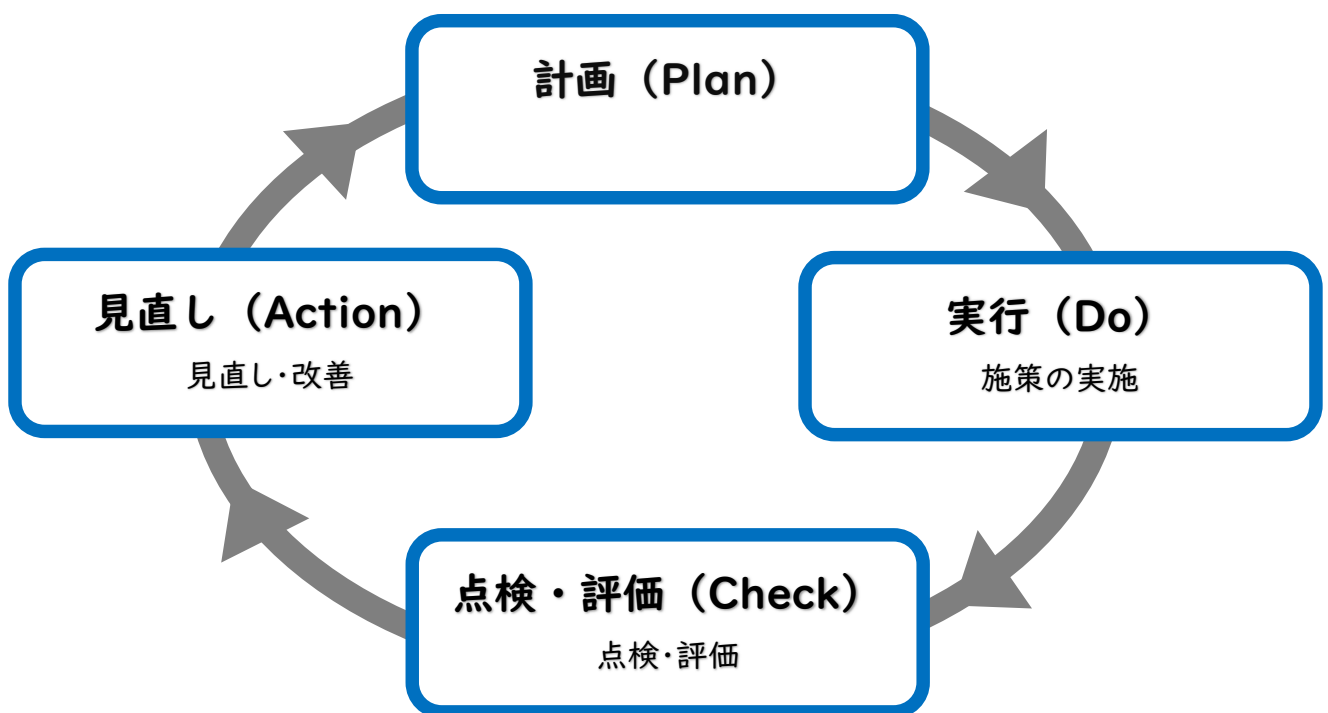 計画（Plan）
見直し（Action）
見直し・改善
実行（Do）
施策の実施
点検・評価（Check）
点検・評価